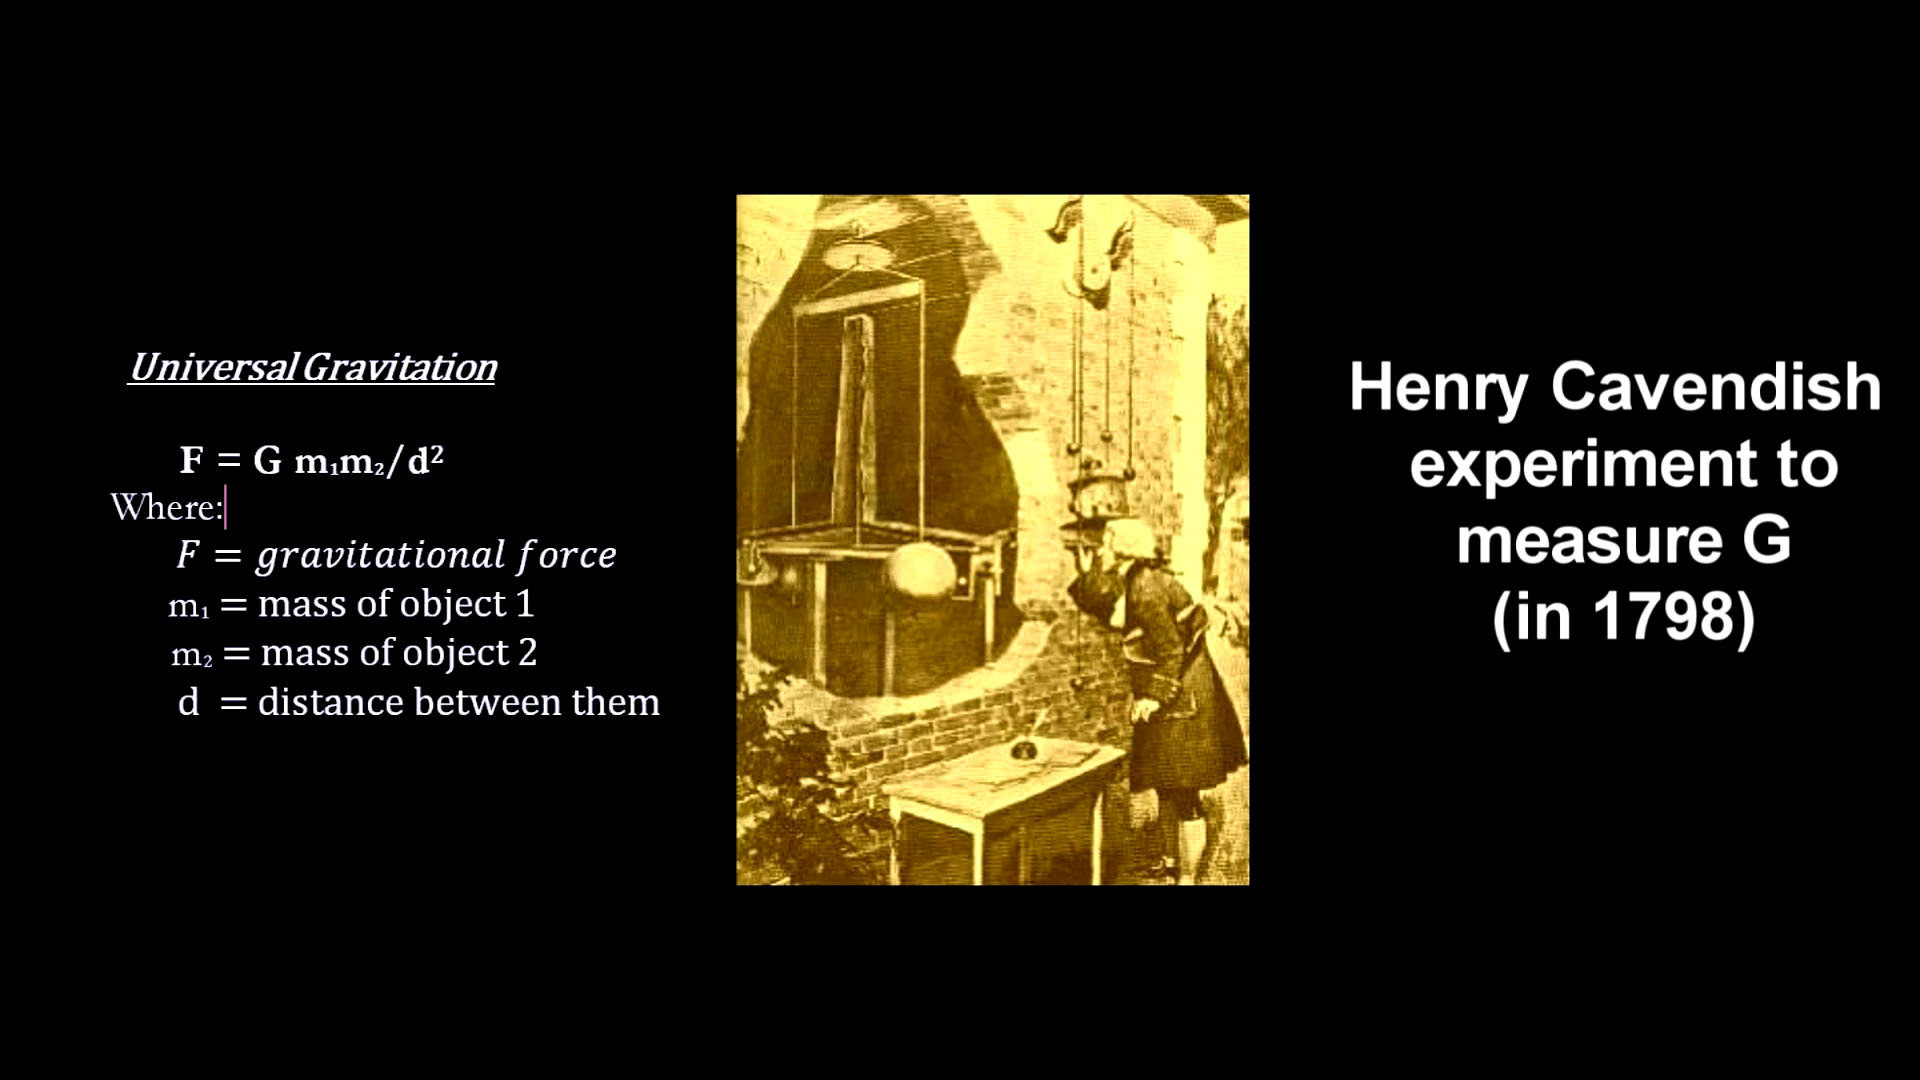 Universal Gravitation
F = G m₁m₂/d²
Where:
F = gravitational force
m₁ = mass of object 1
m₂ = mass of object 2
d = distance between them
Henry Cavendish
experiment to
measure G
(in 1798)